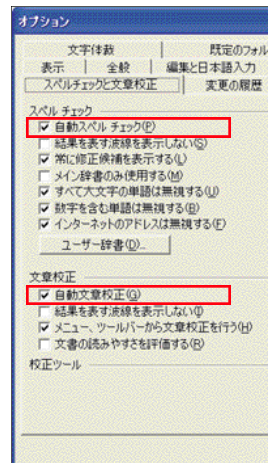 オプション
文字体裁
既定のフォル
表示
全般
編集と日本語入力
スペルチェックと文章校正
変更の履歴
スペル チェック
自動スペル チェック(P)
結果を表す波線を表示しない(S)
常に修正候補を表示する(L)
メイン辞書のみ使用する(M)
すべて大文字の単語は無視する(U)
数字を含む単語は無視する(B)
インターネットのアドレスは無視する(F)
ユーザー辞書(D)...
文章校正
自動文章校正(G)
結果を表す波線を表示しない(I)
メニュー、ツールバーから文章校正を行う(H)
文書の読みやすさを評価する(R)
校正ツール